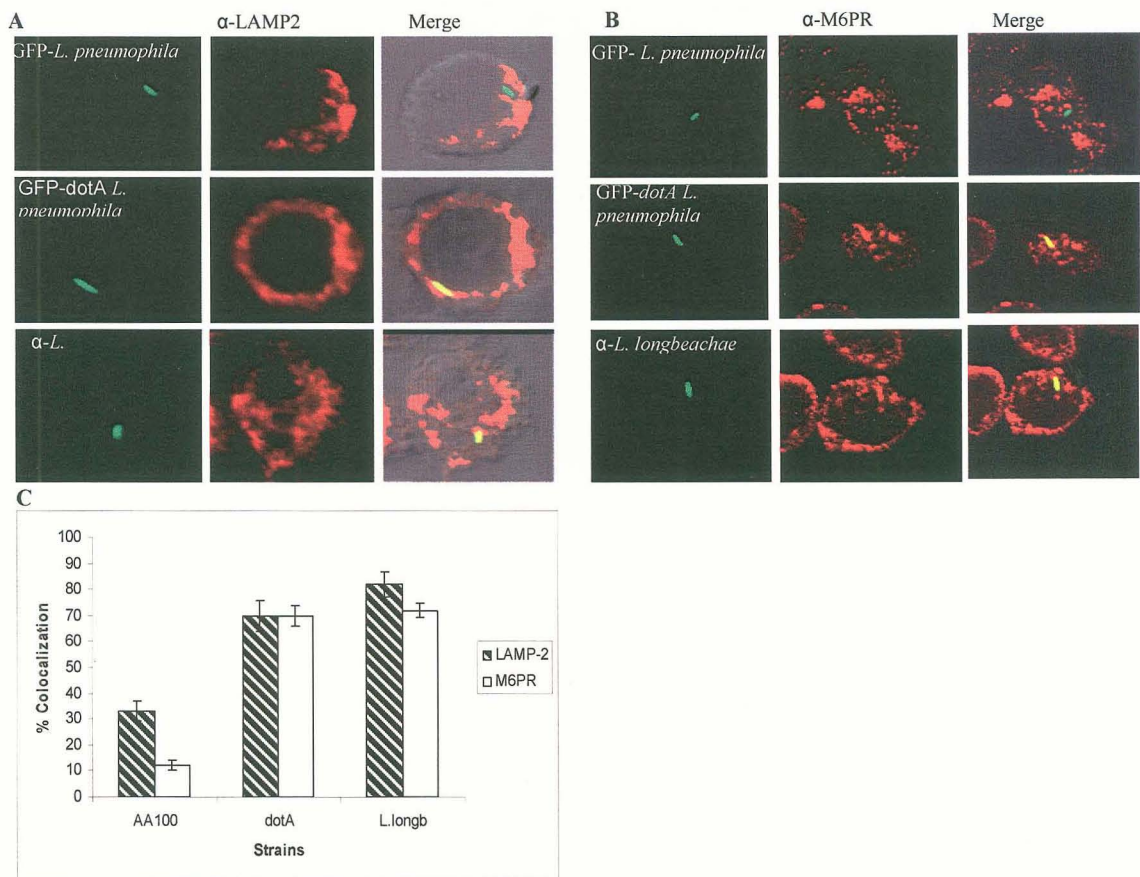 A
α-LAMP2
Merge
GFP-L. pneumophila
GFP-dotA L.
pneumophila
α-L.
B
α-M6PR
Merge
GFP- L. pneumophila
GFP-dotA L.
pneumophila
α-L. longbeachae
C
100
90
80
70
60
50
40
30
20
10
0
% Colocalization
AA100
dotA
L.longb
Strains
LAMP-2
M6PR